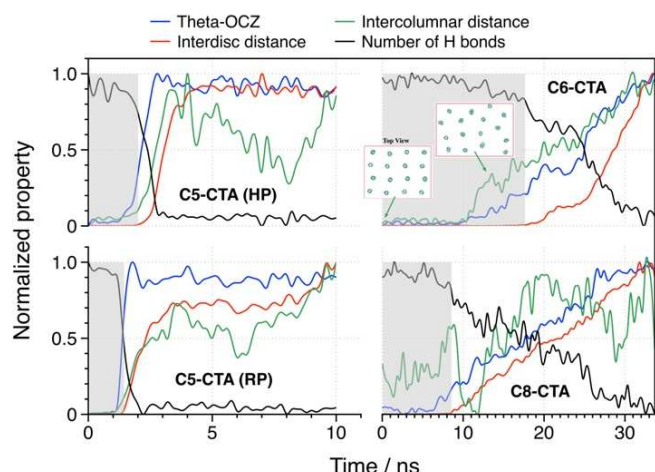 Theta-OCZ
Intercolumnar distance
Interdisc distance
Number of H bonds
Normalized property
1.0
0.5
0
C5-CTA (HP)
C6-CTA
Top View
1.0
0.5
0
C5-CTA (RP)
C8-CTA
0 5 10 0 10 20 30
Time / ns